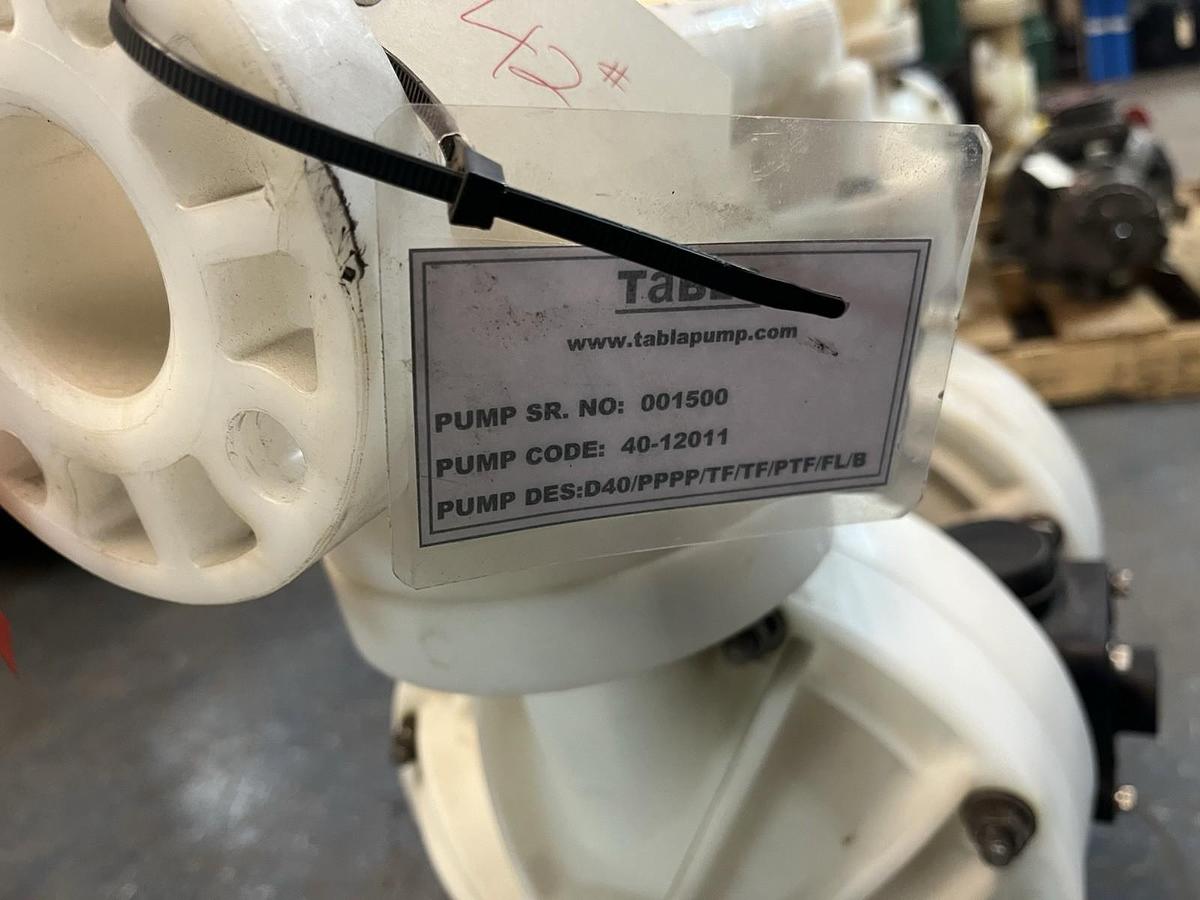 42#
www.tablapump.com
PUMP SR. NO: 001500
PUMP CODE: 40-12011
PUMP DES:D40/PPPP/TF/TF/PTF/FL/B